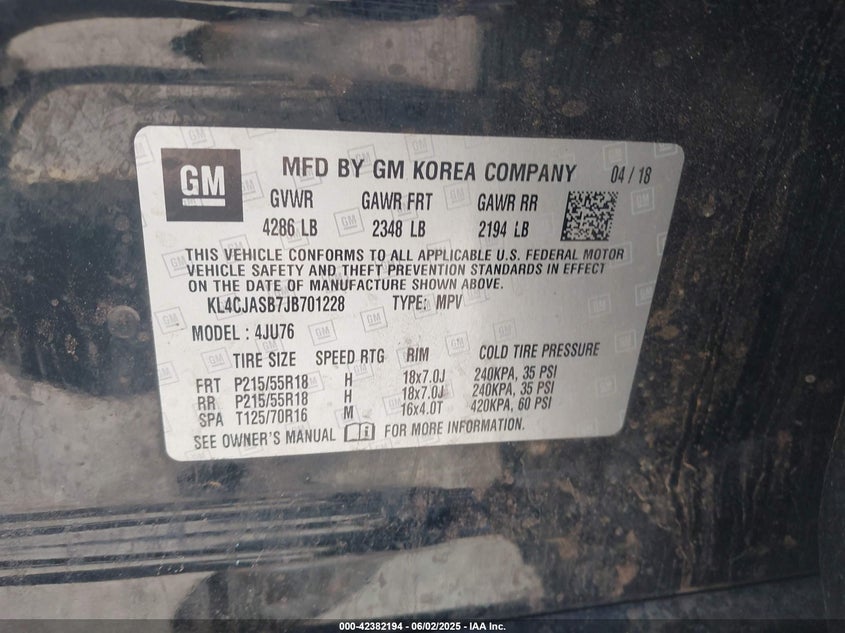 GM
MFD BY GM KOREA COMPANY 04 / 18
GVWR GAWR FRT GAWR RR
4286 LB 2348 LB 2194 LB
THIS VEHICLE CONFORMS TO ALL APPLICABLE U.S. FEDERAL MOTOR
VEHICLE SAFETY AND THEFT PREVENTION STANDARDS IN EFFECT
ON THE DATE OF MANUFACTURE SHOWN ABOVE.
KL4CJASB7JB701228 TYPE: MPV
MODEL : 4JU76
TIRE SIZE SPEED RTG RIM COLD TIRE PRESSURE
FRT P215/55R18 H 18x7.0J 240KPA, 35 PSI
RR P215/55R18 H 18x7.0J 240KPA, 35 PSI
SPA T125/70R16 M 16x4.0T 420KPA, 60 PSI
SEE OWNER'S MANUAL i FOR MORE INFORMATION.
000-42382194 - 06/02/2025 - IAA Inc.